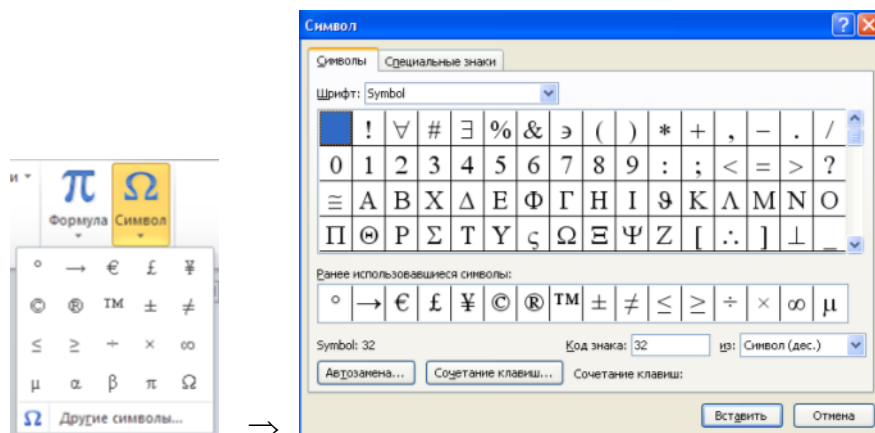 и
Формула Символ
° → € £ ¥
© ® ™ ± ≠
≤ ≥ ÷ × ∞
µ α β π Ω
Ω Другие символы...
→
Символ
Символы Специальные знаки
Шрифт: Symbol
! ∀ # ∃ % & ∍ ( ) ∗ + , − . /
0 1 2 3 4 5 6 7 8 9 : ; < = > ?
≅ Α Β Χ Δ Ε Φ Γ Η Ι ϑ Κ Λ Μ Ν Ο
Π Θ Ρ Σ Τ Υ ς Ω Ξ Ψ Ζ [ ∴ ] ⊥ _
Ранее использовавшиеся символы:
° → € £ ¥ © ® ™ ± ≠ ≤ ≥ ÷ × ∞ µ
Symbol: 32 Код знака: 32 из: Символ (дес.)
Автозамена... Сочетание клавиш... Сочетание клавиш:
Вставить Отмена